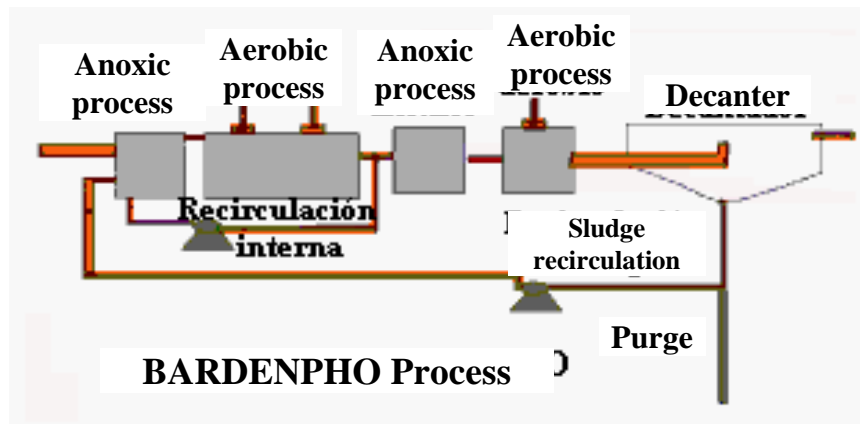 Anoxic
process
Aerobic
process
Anoxic
process
Aerobic
process
Decanter
Recirculación
interna
Sludge
recirculation
Purge
BARDENPHO Process